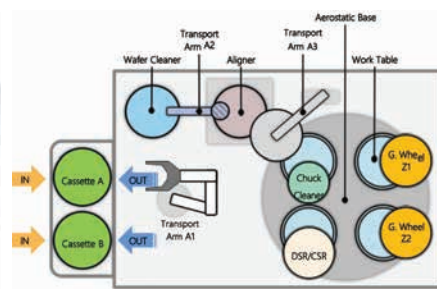 Aerostatic Base
Transport
Arm A2
Transport
Arm A3
Wafer Cleaner
Aligner
Work Table
G. Wheel
Z1
IN
Cassette A
OUT
Chuck
Cleaner
Transport
Arm A1
IN
Cassette B
OUT
G. Wheel
Z2
DSR/CSR